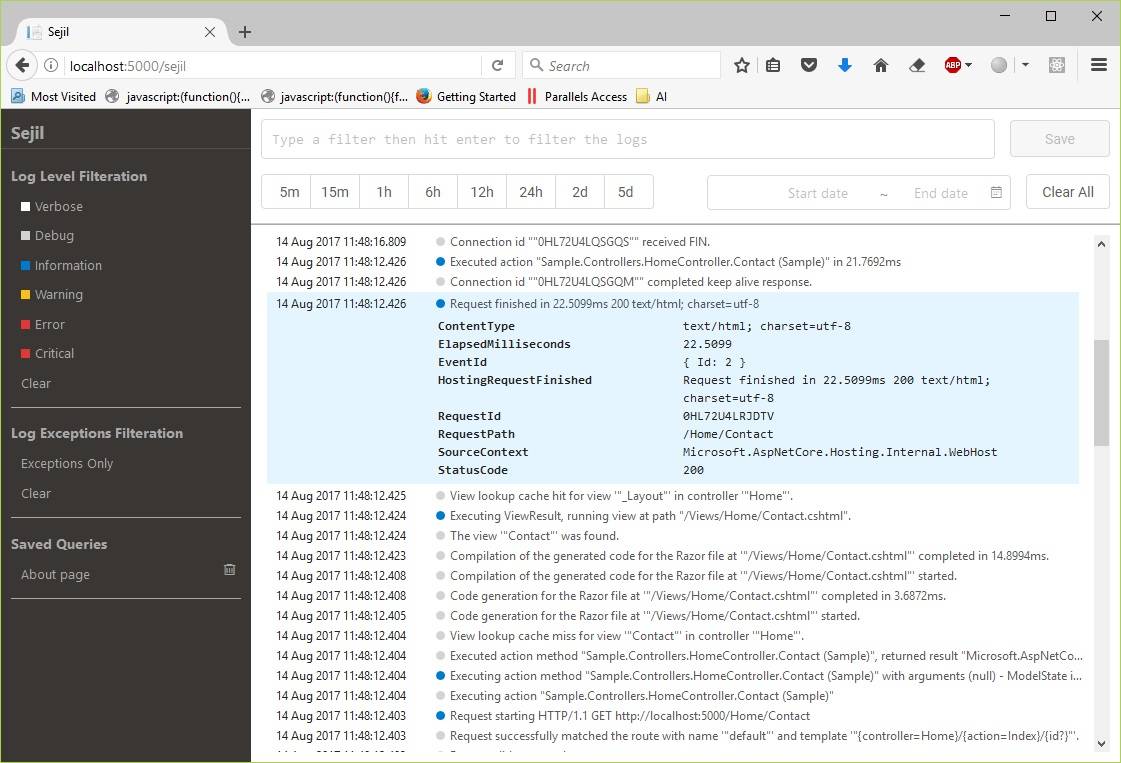 Sejil
localhost:5000/sejil
Search
ABP
Most Visited
javascript:(function(){...
javascript:(function(){f...
Getting Started
Parallels Access
AI
Sejil
Log Level Filteration
Verbose
Debug
Information
Warning
Error
Critical
Clear
Log Exceptions Filteration
Exceptions Only
Clear
Saved Queries
About page
Type a filter then hit enter to filter the logs
Save
5m 15m 1h 6h 12h 24h 2d 5d
Start date ~ End date
Clear All
14 Aug 2017 11:48:16.809 Connection id ""0HL72U4LQSGQS"" received FIN.
14 Aug 2017 11:48:12.426 Executed action "Sample.Controllers.HomeController.Contact (Sample)" in 21.7692ms
14 Aug 2017 11:48:12.426 Connection id ""0HL72U4LQSGQM"" completed keep alive response.
14 Aug 2017 11:48:12.426 Request finished in 22.5099ms 200 text/html; charset=utf-8
ContentType text/html; charset=utf-8
ElapsedMilliseconds 22.5099
EventId { Id: 2 }
HostingRequestFinished Request finished in 22.5099ms 200 text/html;
charset=utf-8
RequestId 0HL72U4LRJDTV
RequestPath /Home/Contact
SourceContext Microsoft.AspNetCore.Hosting.Internal.WebHost
StatusCode 200
14 Aug 2017 11:48:12.425 View lookup cache hit for view '"_Layout"' in controller '"Home"'.
14 Aug 2017 11:48:12.424 Executing ViewResult, running view at path "/Views/Home/Contact.cshtml".
14 Aug 2017 11:48:12.424 The view '"Contact"' was found.
14 Aug 2017 11:48:12.423 Compilation of the generated code for the Razor file at '"/Views/Home/Contact.cshtml"' completed in 14.8994ms.
14 Aug 2017 11:48:12.408 Compilation of the generated code for the Razor file at '"/Views/Home/Contact.cshtml"' started.
14 Aug 2017 11:48:12.408 Code generation for the Razor file at '"/Views/Home/Contact.cshtml"' completed in 3.6872ms.
14 Aug 2017 11:48:12.405 Code generation for the Razor file at '"/Views/Home/Contact.cshtml"' started.
14 Aug 2017 11:48:12.404 View lookup cache miss for view '"Contact"' in controller '"Home"'.
14 Aug 2017 11:48:12.404 Executed action method "Sample.Controllers.HomeController.Contact (Sample)", returned result "Microsoft.AspNetCo...
14 Aug 2017 11:48:12.404 Executing action method "Sample.Controllers.HomeController.Contact (Sample)" with arguments (null) - ModelState i...
14 Aug 2017 11:48:12.404 Executing action "Sample.Controllers.HomeController.Contact (Sample)"
14 Aug 2017 11:48:12.403 Request starting HTTP/1.1 GET http://localhost:5000/Home/Contact
14 Aug 2017 11:48:12.403 Request successfully matched the route with name '"default"' and template '"{controller=Home}/{action=Index}/{id?}"'.